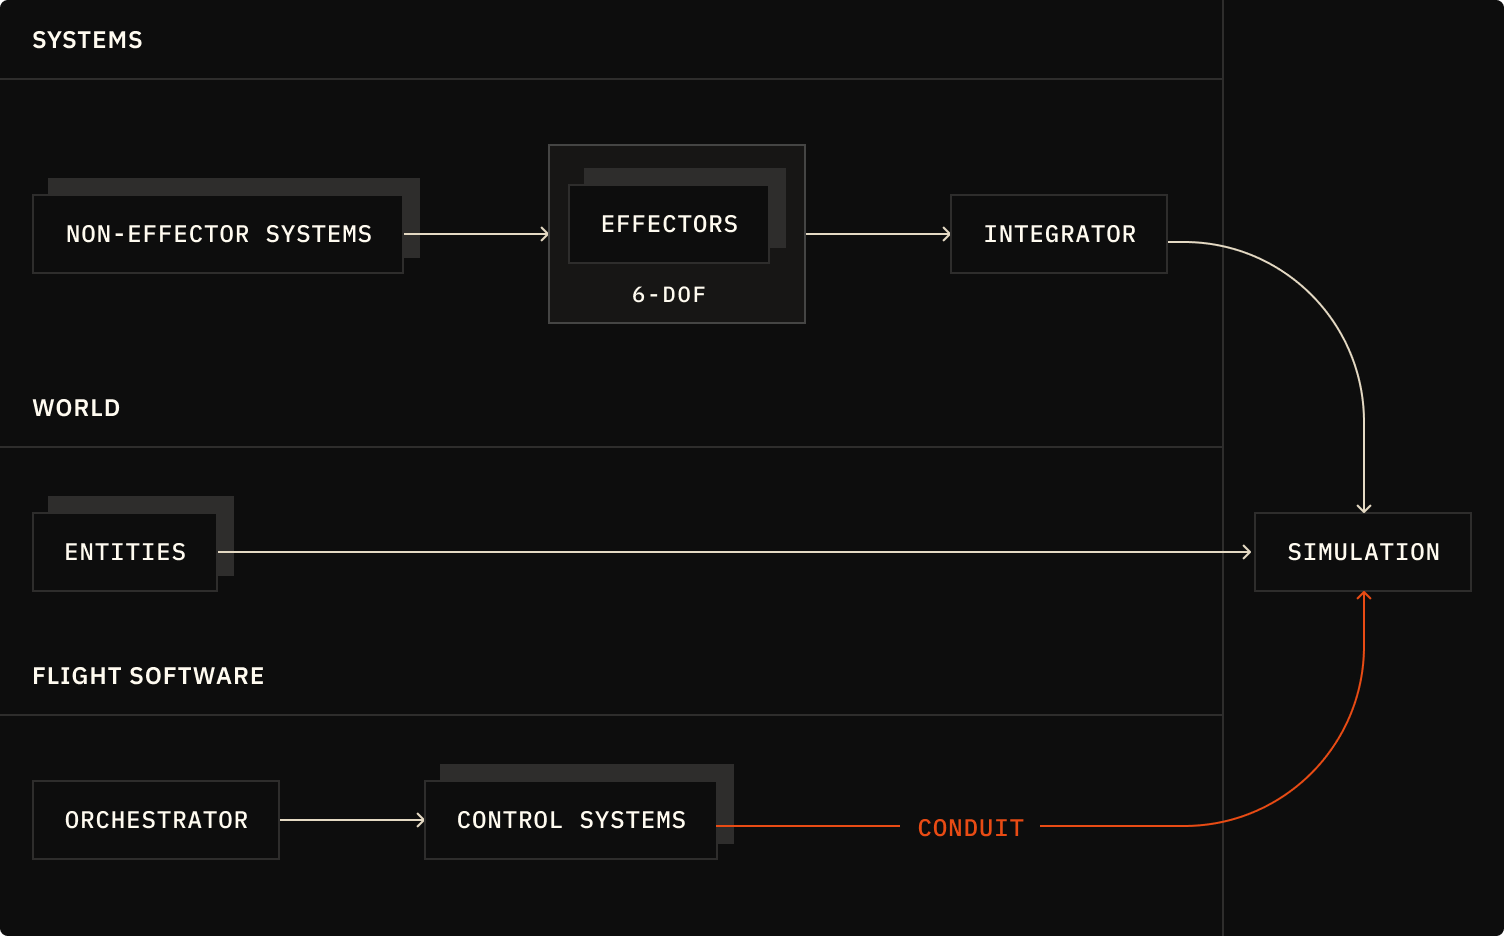 SYSTEMS
NON-EFFECTOR SYSTEMS
EFFECTORS
6-DOF
INTEGRATOR
WORLD
ENTITIES
SIMULATION
FLIGHT SOFTWARE
ORCHESTRATOR
CONTROL SYSTEMS
CONDUIT